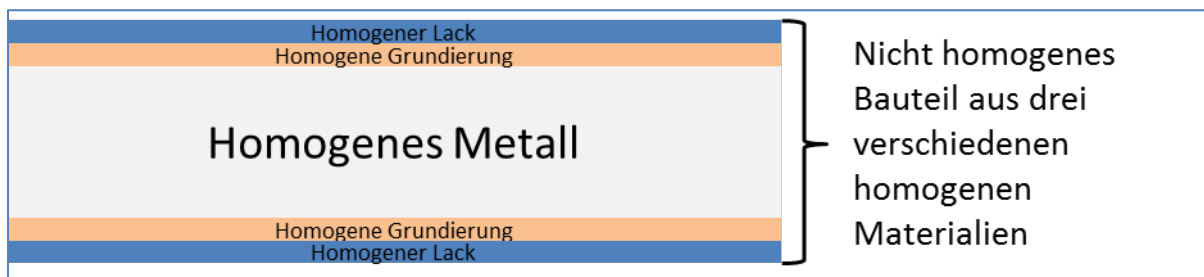 Homogener Lack
Homogene Grundierung
Homogenes Metall
Homogene Grundierung
Homogener Lack
Nicht homogenes
Bauteil aus drei
verschiedenen
homogenen
Materialien